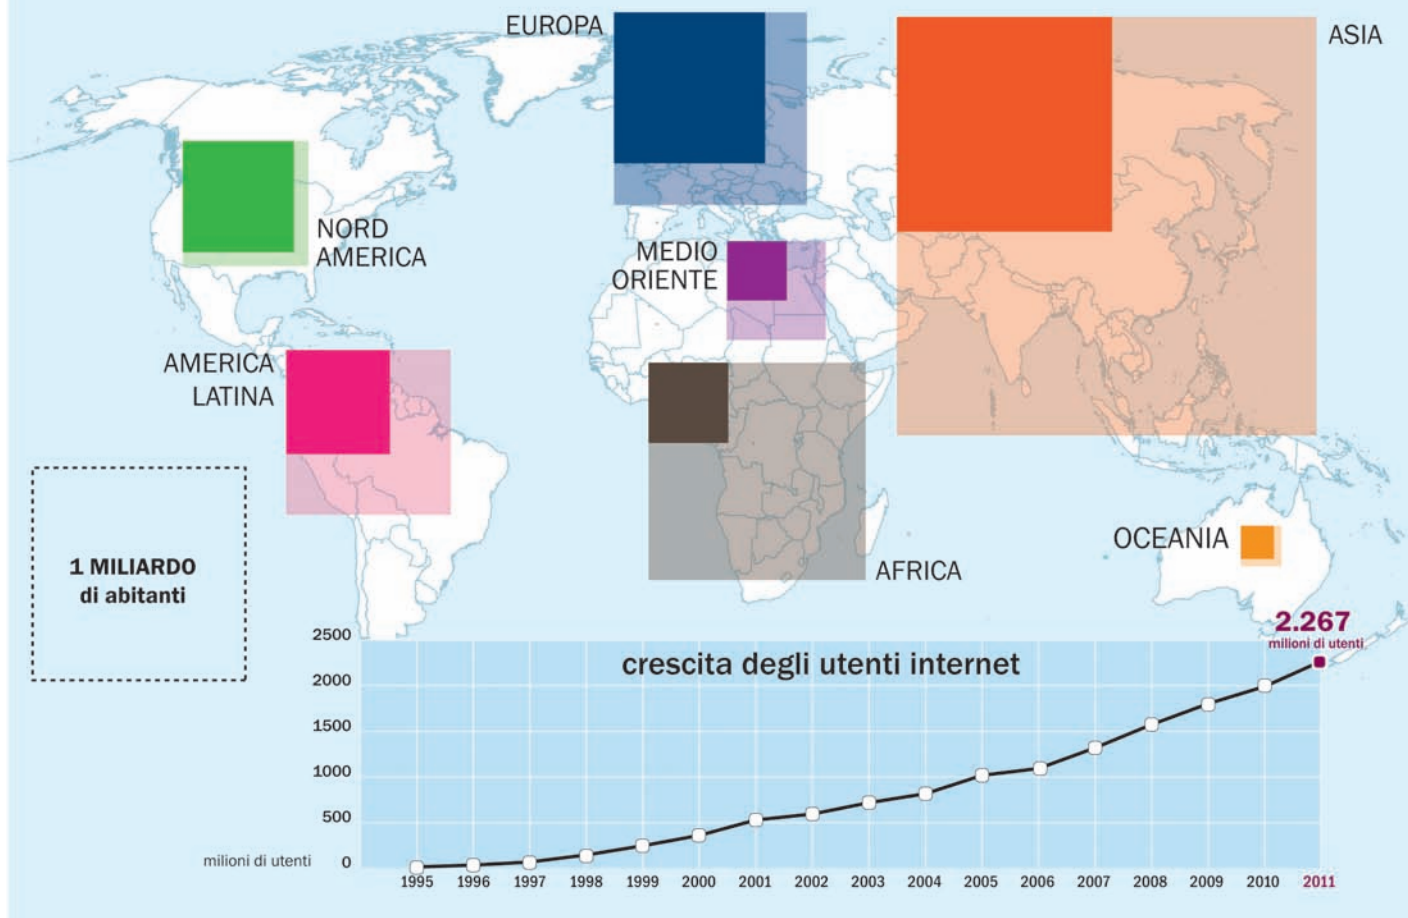 EUROPA
ASIA
NORD
AMERICA
MEDIO
ORIENTE
AMERICA
LATINA
1 MILIARDO
di abitanti
OCEANIA
AFRICA
2.267
milioni di utenti
crescita degli utenti internet
2500
2000
1500
1000
500
milioni di utenti 0
1995 1996 1997 1998 1999 2000 2001 2002 2003 2004 2005 2006 2007 2008 2009 2010 2011